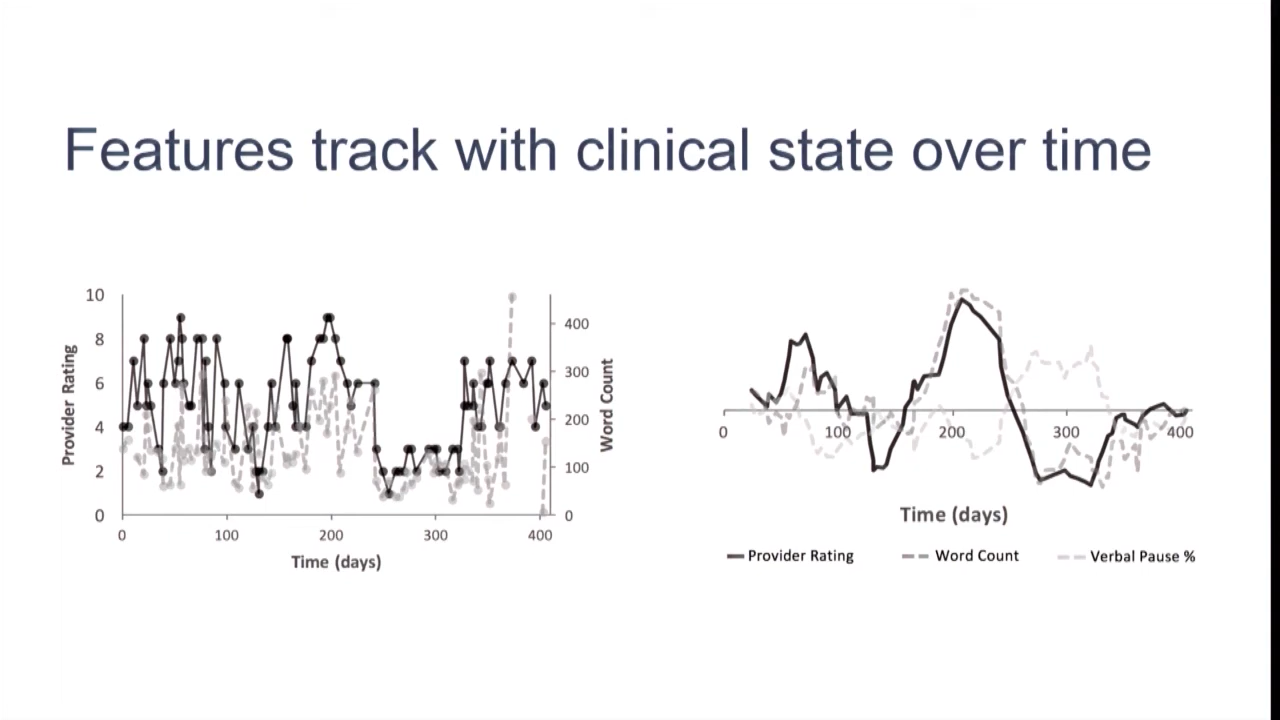 Features track with clinical state over time
Provider Rating
10
8
6
4
2
0
0
100
200
300
400
Time (days)
400
300
200
100
0
Word Count
0
100
200
300
400
Time (days)
Provider Rating
Word Count
Verbal Pause %